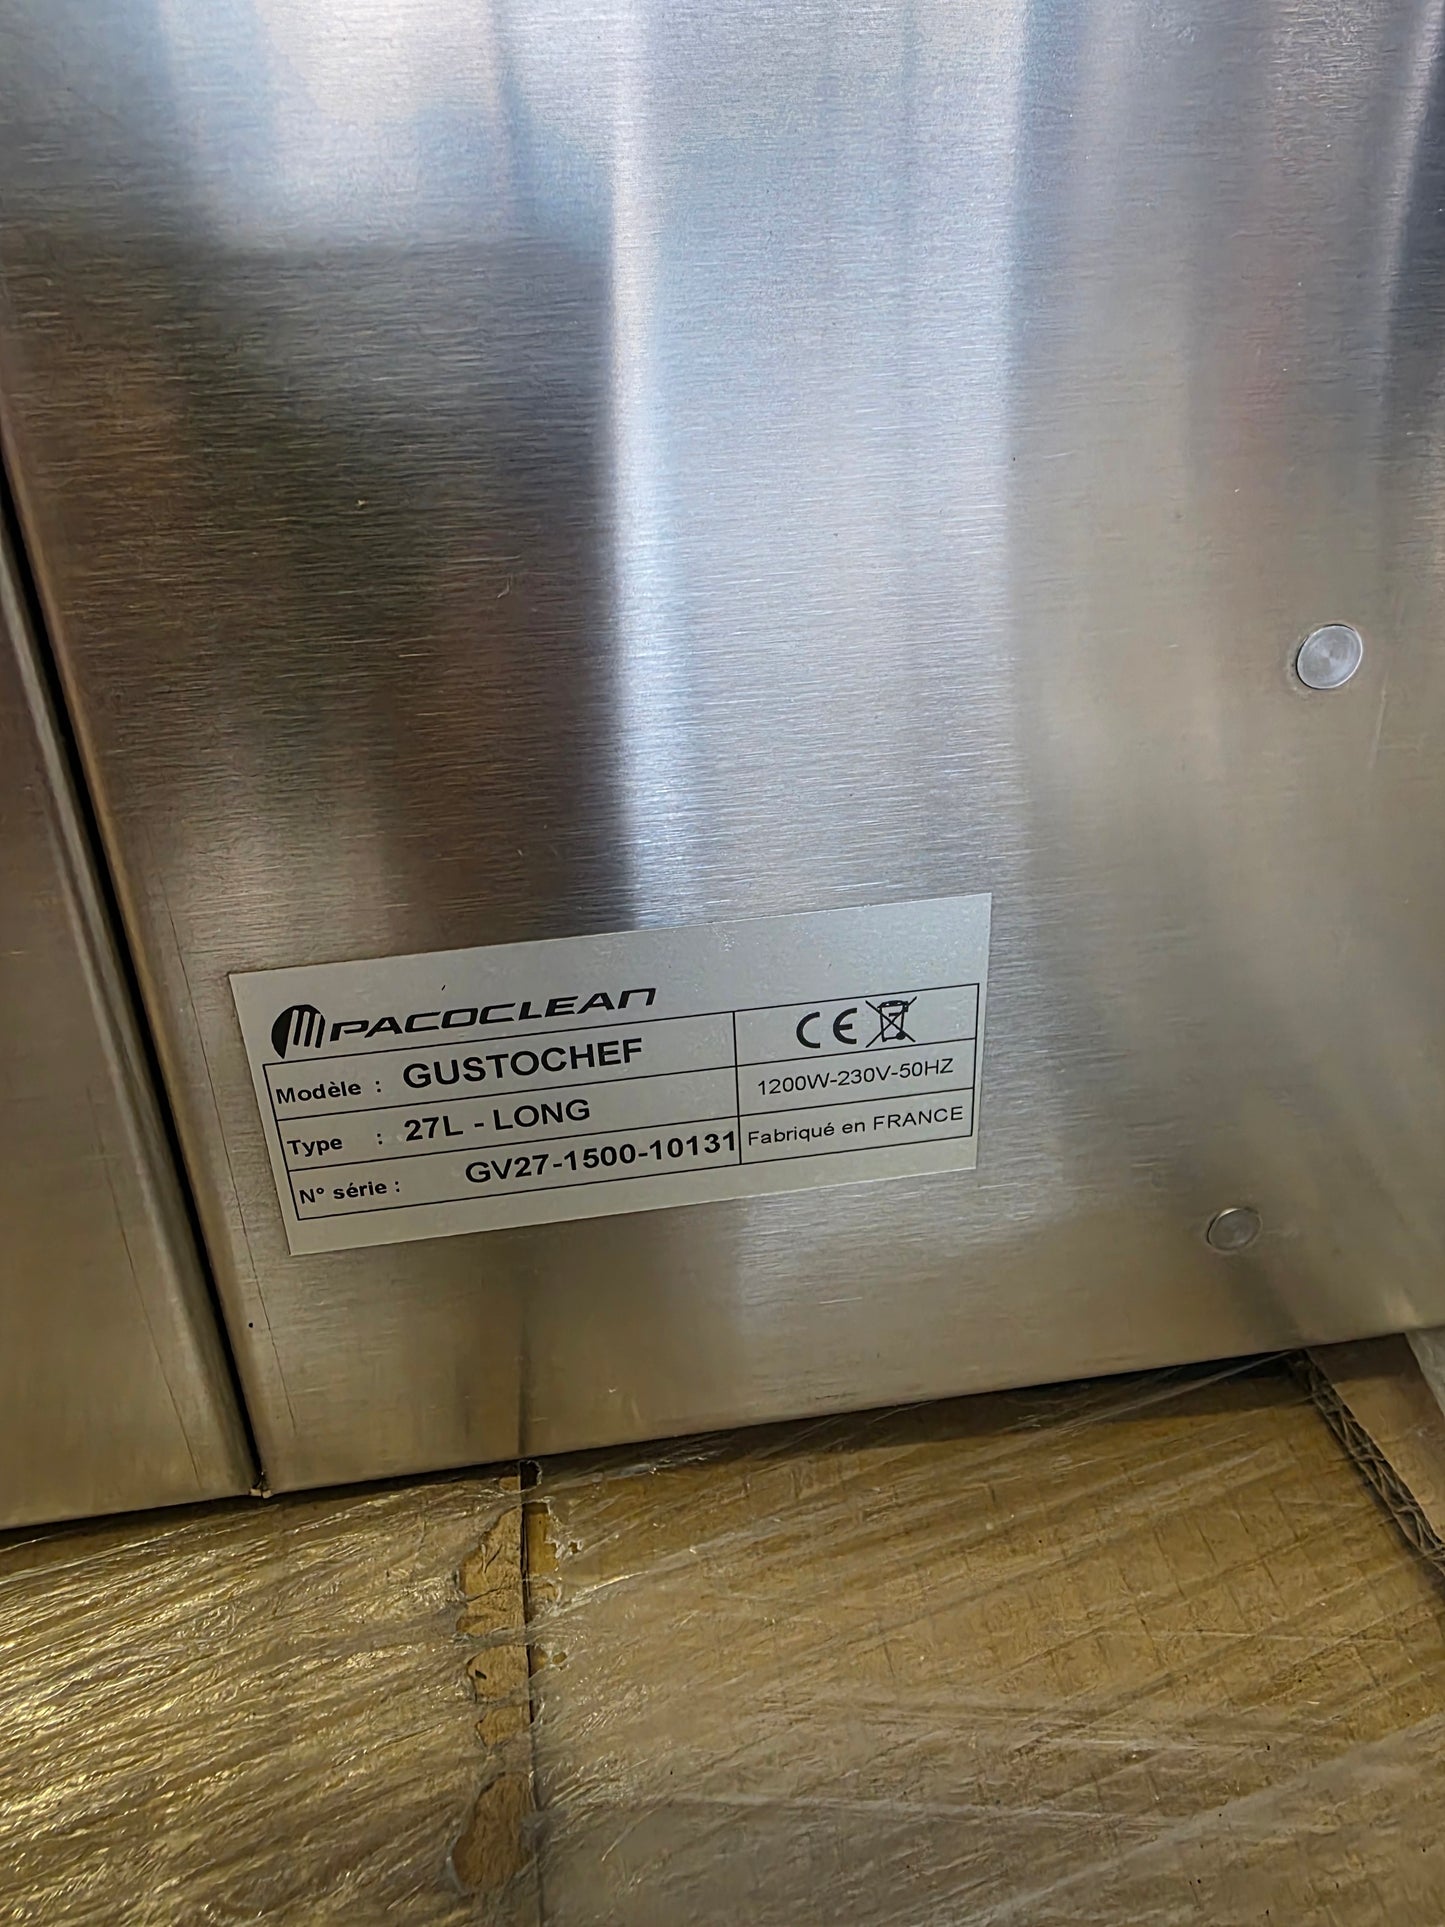 PACOCLEAN
Modèle : GUSTOCHEF
CE
Type : 27L - LONG
1200W-230V-50HZ
N° série : GV27-1500-10131
Fabriqué en FRANCE